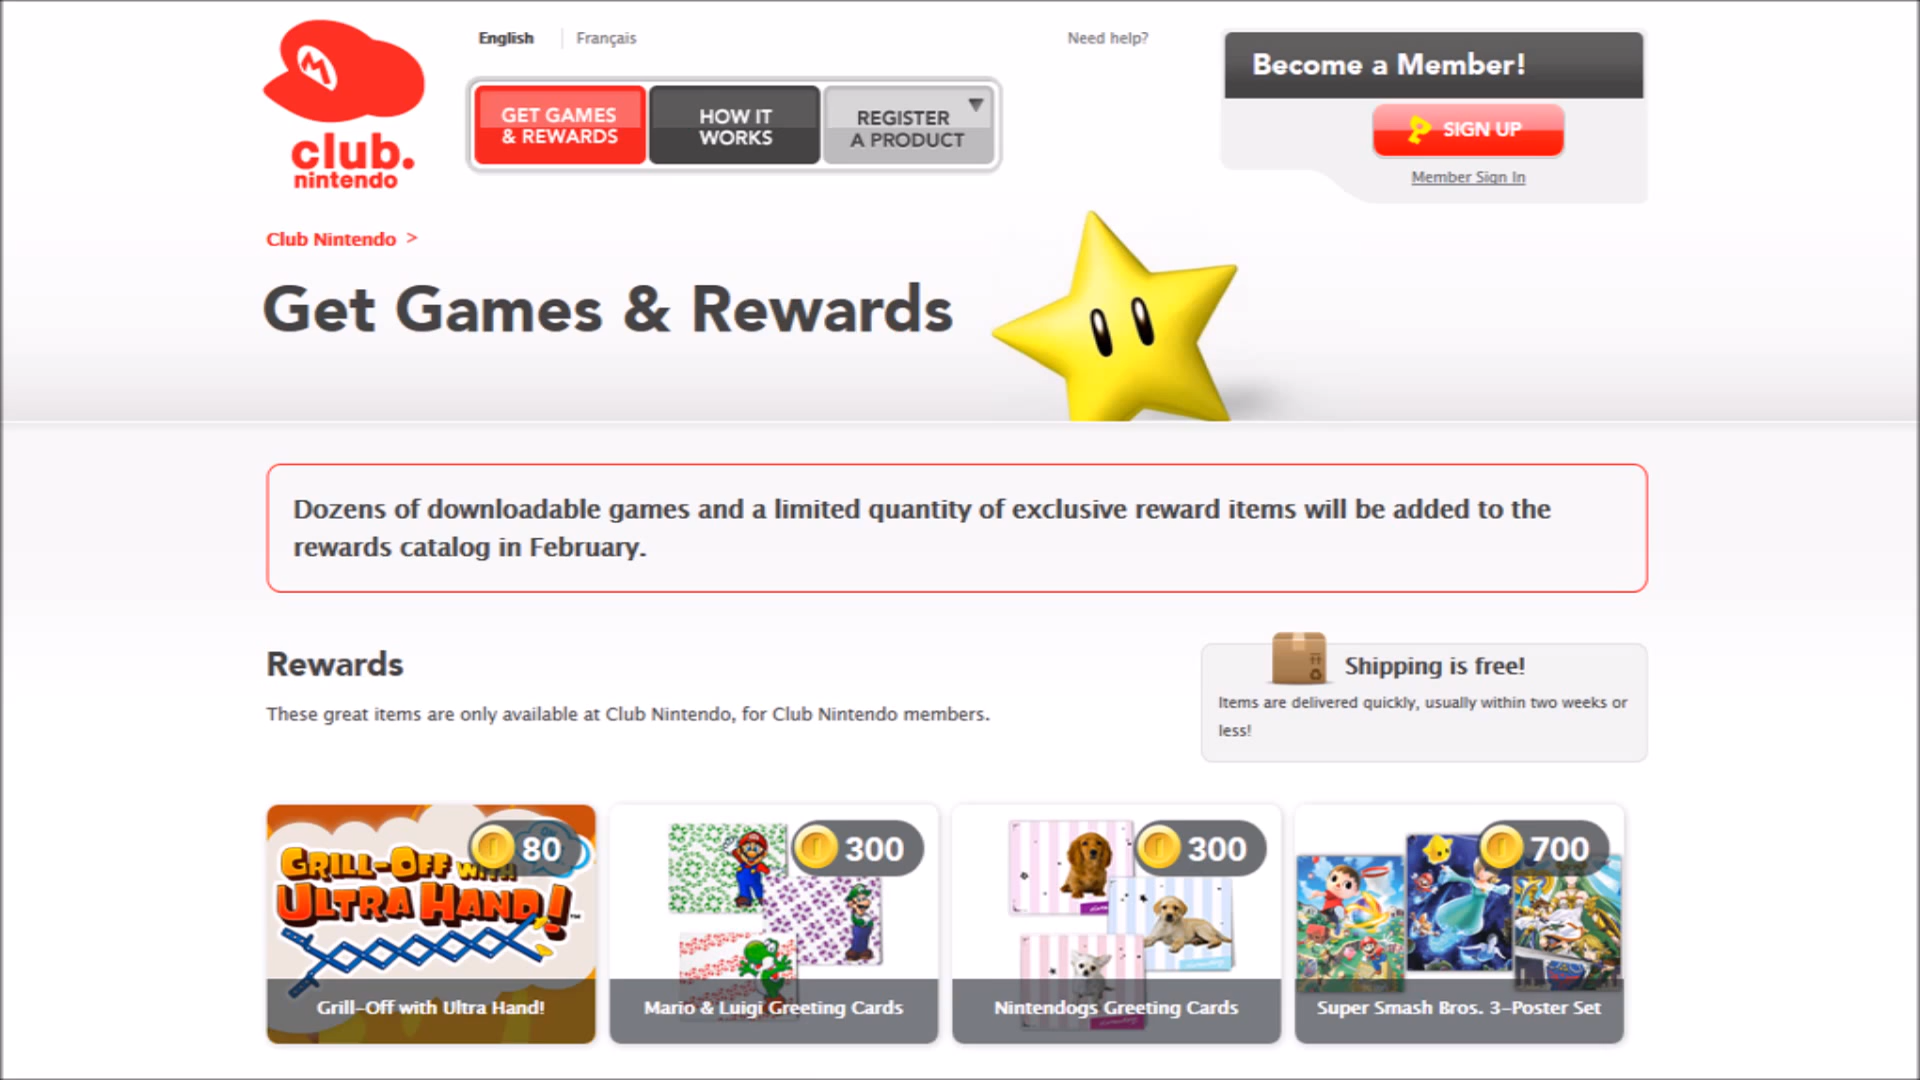 English
Français
Need help?
Become a Member!
M
club.
nintendo
GET GAMES
& REWARDS
HOW IT
WORKS
REGISTER
A PRODUCT
SIGN UP
Member Sign In
Club Nintendo >
Get Games & Rewards
Dozens of downloadable games and a limited quantity of exclusive reward items will be added to the
rewards catalog in February.
Rewards
Shipping is free!
These great items are only available at Club Nintendo, for Club Nintendo members.
Items are delivered quickly, usually within two weeks or
less!
80
300
300
700
GRILL-OFF WITH
ULTRA HAND!
Grill-Off with Ultra Hand!
Mario & Luigi Greeting Cards
Nintendogs Greeting Cards
Super Smash Bros. 3-Poster Set